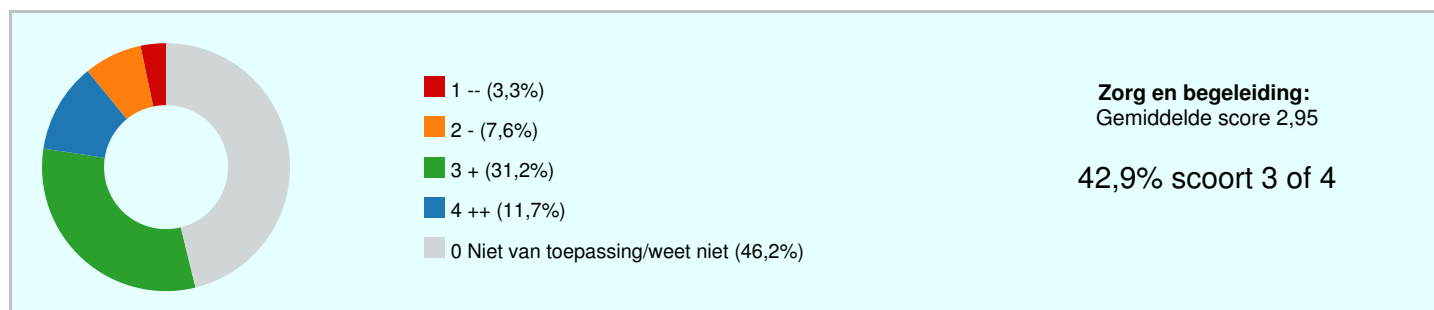 1 -- (3,3%)
2 - (7,6%)
3 + (31,2%)
4 ++ (11,7%)
0 Niet van toepassing/weet niet (46,2%)
Zorg en begeleiding:
Gemiddelde score 2,95
42,9% scoort 3 of 4